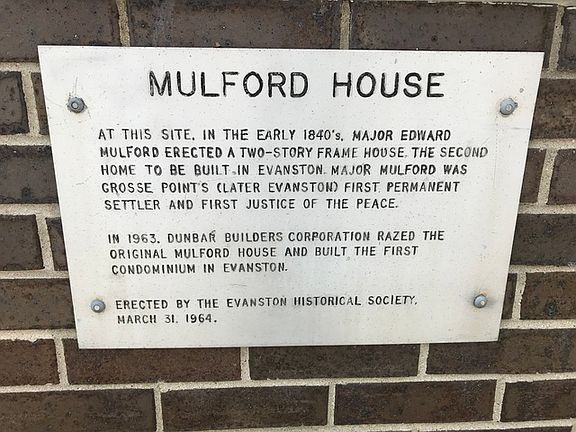 MULFORD HOUSE
AT THIS SITE, IN THE EARLY 1840's, MAJOR EDWARD
MULFORD ERECTED A TWO-STORY FRAME HOUSE, THE SECOND
HOME TO BE BUILT IN EVANSTON. MAJOR MULFORD WAS
GROSSE POINT'S (LATER EVANSTON) FIRST PERMANENT
SETTLER AND FIRST JUSTICE OF THE PEACE.
IN 1963, DUNBAR BUILDERS CORPORATION RAZED THE
ORIGINAL MULFORD HOUSE AND BUILT THE FIRST
CONDOMINIUM IN EVANSTON.
ERECTED BY THE EVANSTON HISTORICAL SOCIETY,
MARCH 31, 1964.